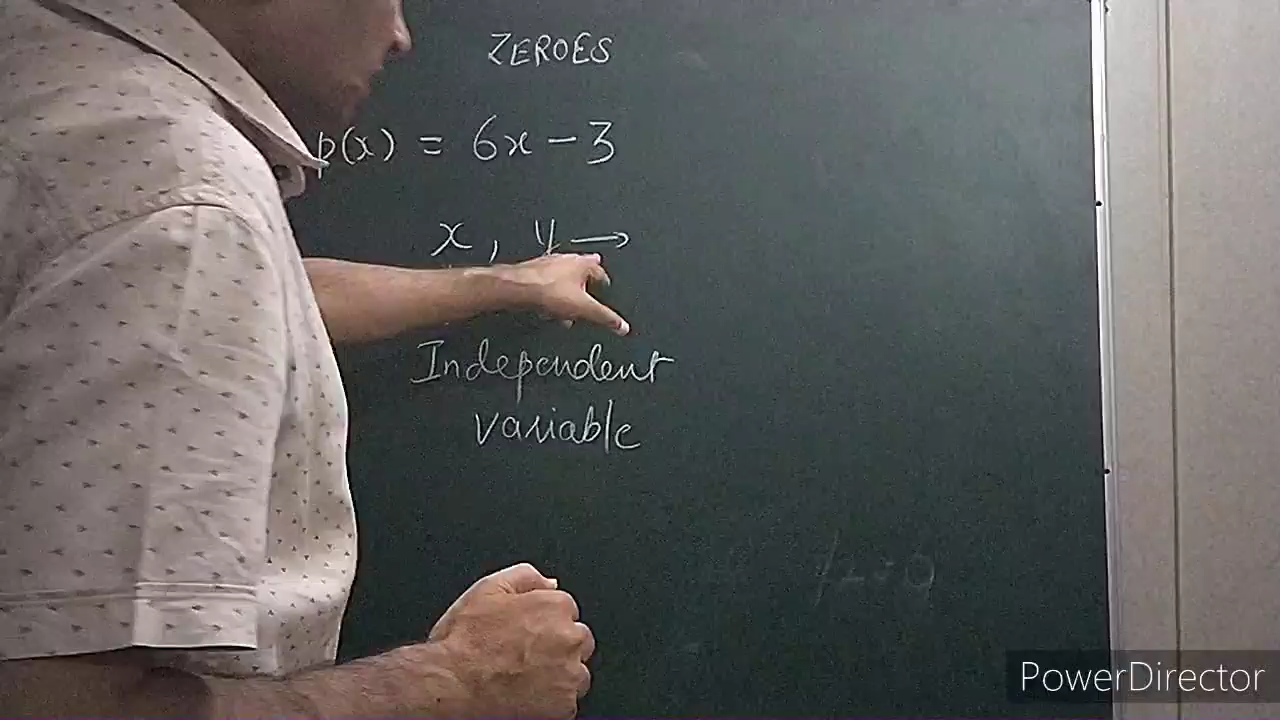 ZEROES
p(x) = 6x - 3
x, y →
Independent
variable
PowerDirector